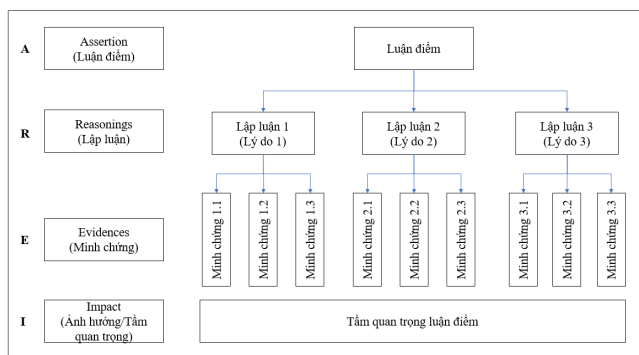 A
Assertion
(Luận điểm)
Luận điểm
R
Reasonings
(Lập luận)
Lập luận 1
(Lý do 1)
Lập luận 2
(Lý do 2)
Lập luận 3
(Lý do 3)
E
Evidences
(Minh chứng)
Minh chứng 1.1
Minh chứng 1.2
Minh chứng 1.3
Minh chứng 2.1
Minh chứng 2.2
Minh chứng 2.3
Minh chứng 3.1
Minh chứng 3.2
Minh chứng 3.3
I
Impact
(Ảnh hưởng/Tầm
quan trọng)
Tầm quan trọng luận điểm